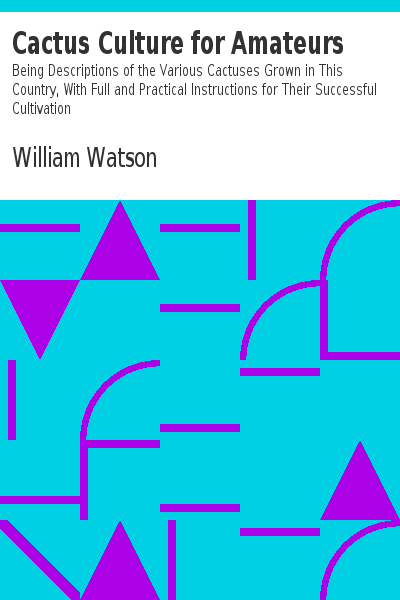 Cactus Culture for Amateurs
Being Descriptions of the Various Cactuses Grown in This
Country, With Full and Practical Instructions for Their Successful
Cultivation
William Watson